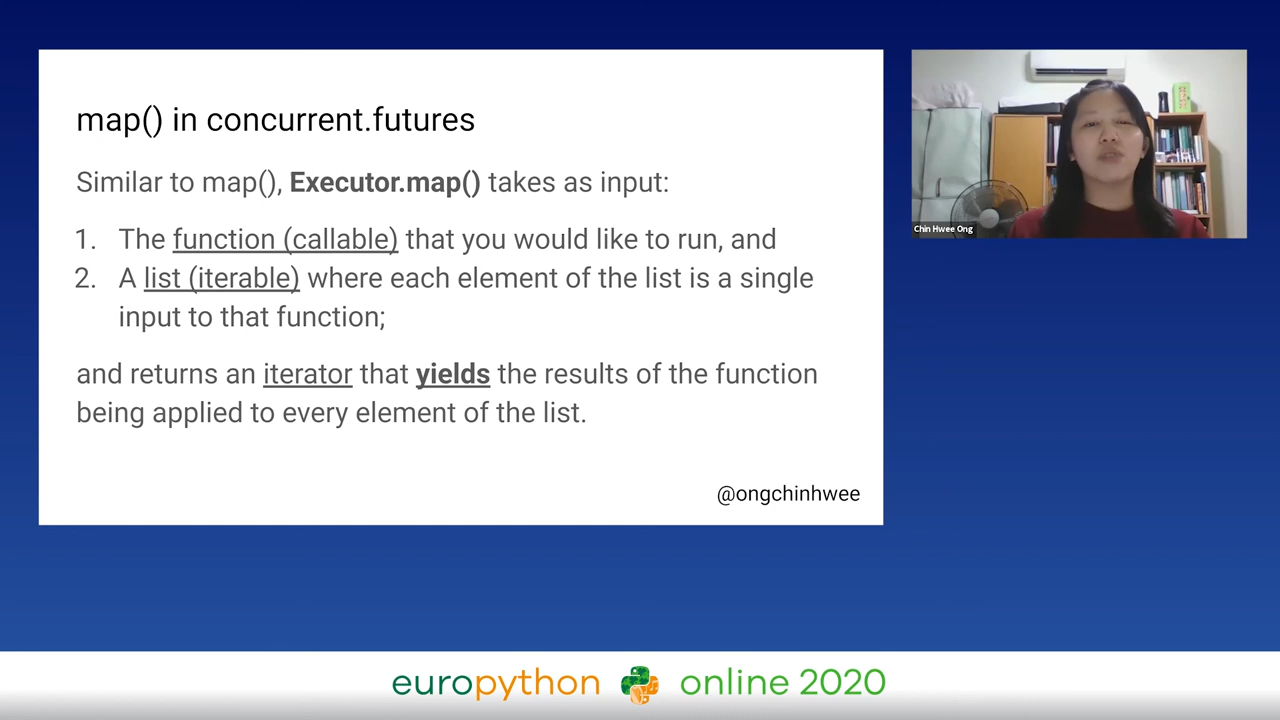 map() in concurrent.futures
Similar to map(), Executor.map() takes as input:
1. The function (callable) that you would like to run, and
2. A list (iterable) where each element of the list is a single
input to that function;
and returns an iterator that yields the results of the function
being applied to every element of the list.
@ongchinhwee
Chin Hwee Ong
europython online 2020